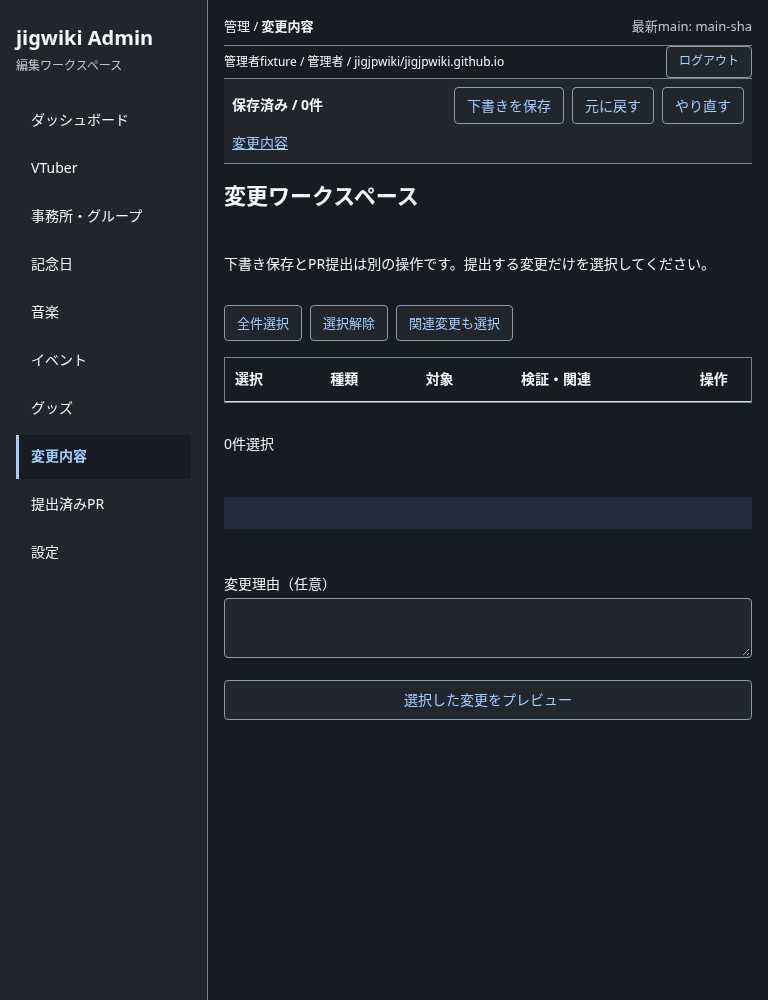 jigwiki Admin
編集ワークスペース
ダッシュボード
VTuber
事務所・グループ
記念日
音楽
イベント
グッズ
変更内容
提出済みPR
設定
管理 / 変更内容
最新main: main-sha
管理者fixture / 管理者 / jigjpwiki/jigjpwiki.github.io
ログアウト
保存済み / 0件
下書きを保存
元に戻す
やり直す
変更内容
変更ワークスペース
下書き保存とPR提出は別の操作です。提出する変更だけを選択してください。
全件選択
選択解除
関連変更も選択
選択 種類 対象 検証・関連 操作
0件選択
変更理由（任意）
選択した変更をプレビュー